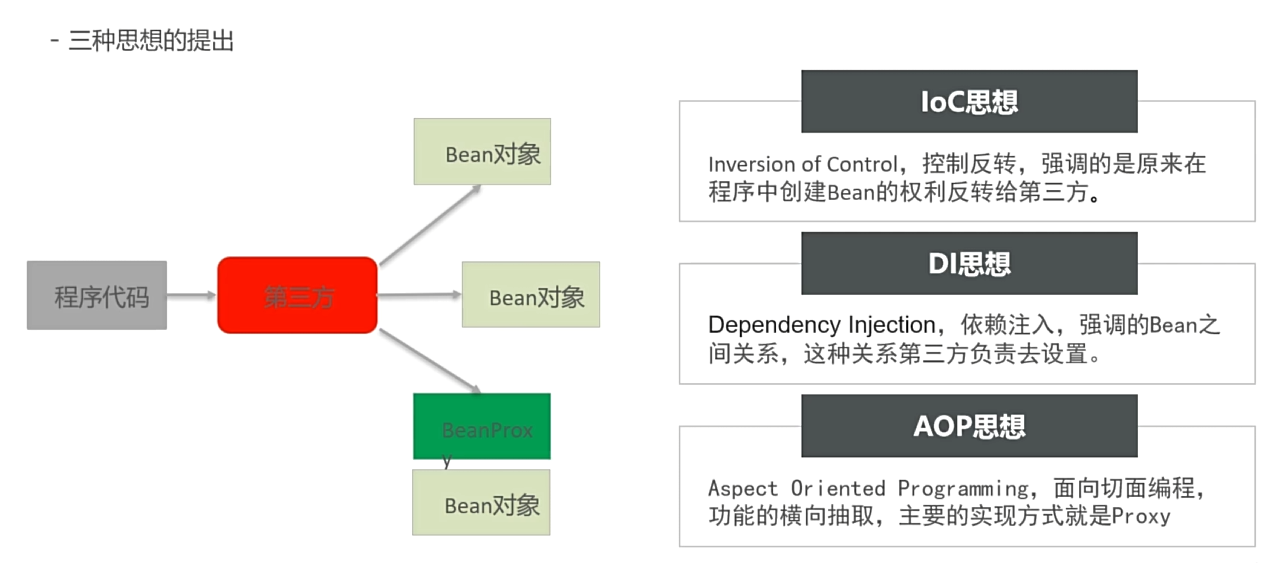 - 三种思想的提出
Bean对象
程序代码
第三方
Bean对象
BeanProx
y
Bean对象
IoC思想
Inversion of Control，控制反转，强调的是原来在
程序中创建Bean的权利反转给第三方。
DI思想
Dependency Injection，依赖注入，强调的Bean之
间关系，这种关系第三方负责去设置。
AOP思想
Aspect Oriented Programming，面向切面编程，
功能的横向抽取，主要的实现方式就是Proxy